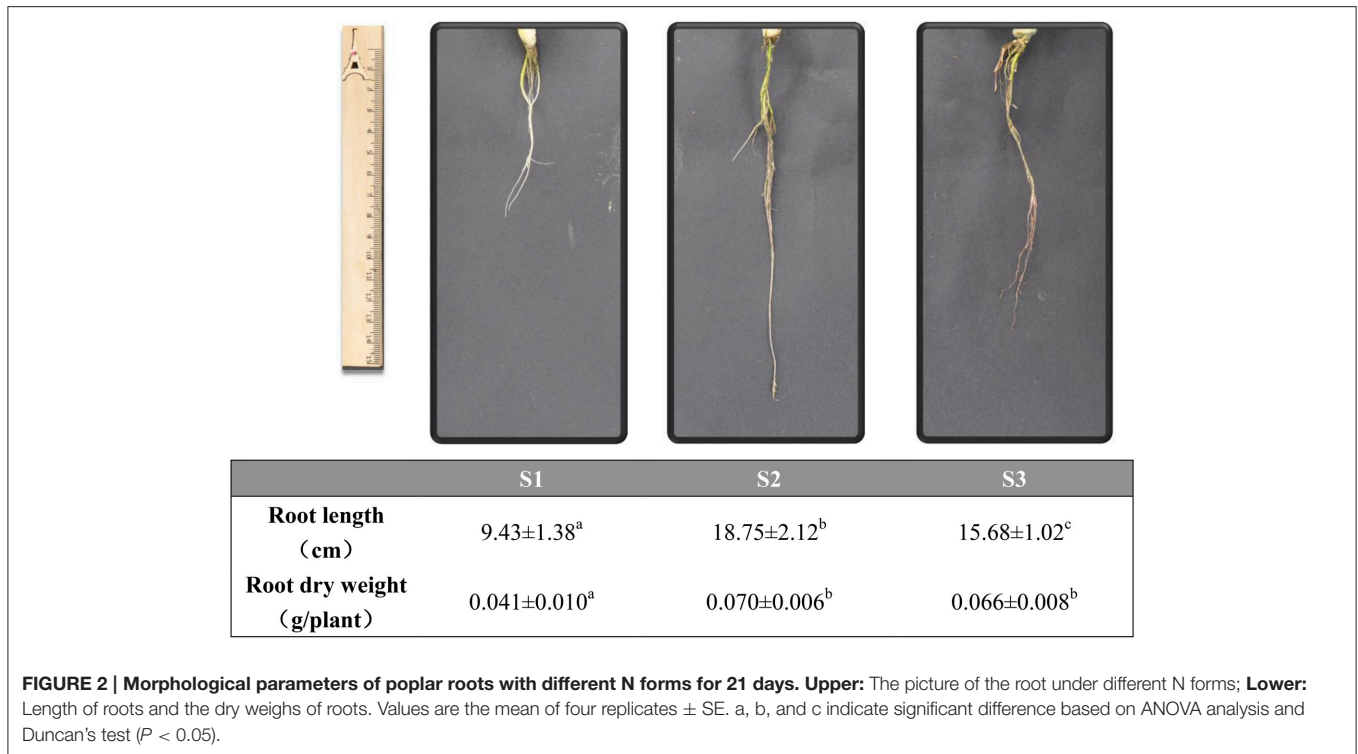 S1 S2 S3
Root length
(cm)
9.43±1.38a 18.75±2.12b 15.68±1.02c
Root dry weight
(g/plant)
0.041±0.010a 0.070±0.006b 0.066±0.008b
FIGURE 2 | Morphological parameters of poplar roots with different N forms for 21 days. Upper: The picture of the root under different N forms; Lower:
Length of roots and the dry weighs of roots. Values are the mean of four replicates ± SE. a, b, and c indicate significant difference based on ANOVA analysis and
Duncan's test (P < 0.05).